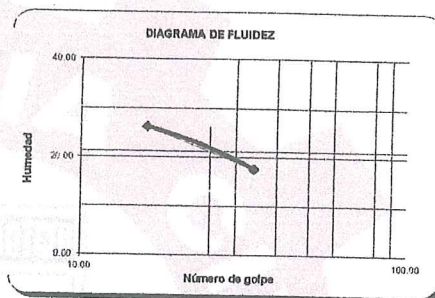 DIAGRAMA DE FLUIDEZ
40.00
Humedad
20.00
0.00
10.00
100.00
Número de golpe